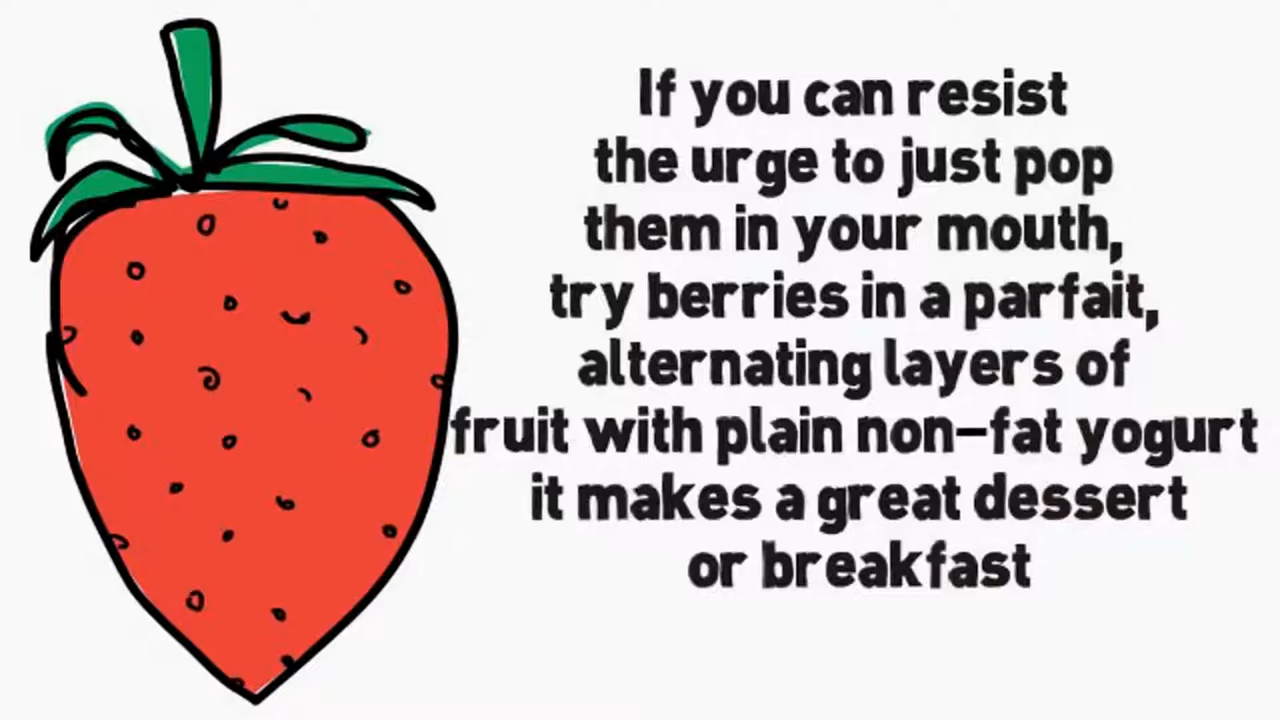 If you can resist
the urge to just pop
them in your mouth,
try berries in a parfait,
alternating layers of
fruit with plain non-fat yogurt
it makes a great dessert
or breakfast